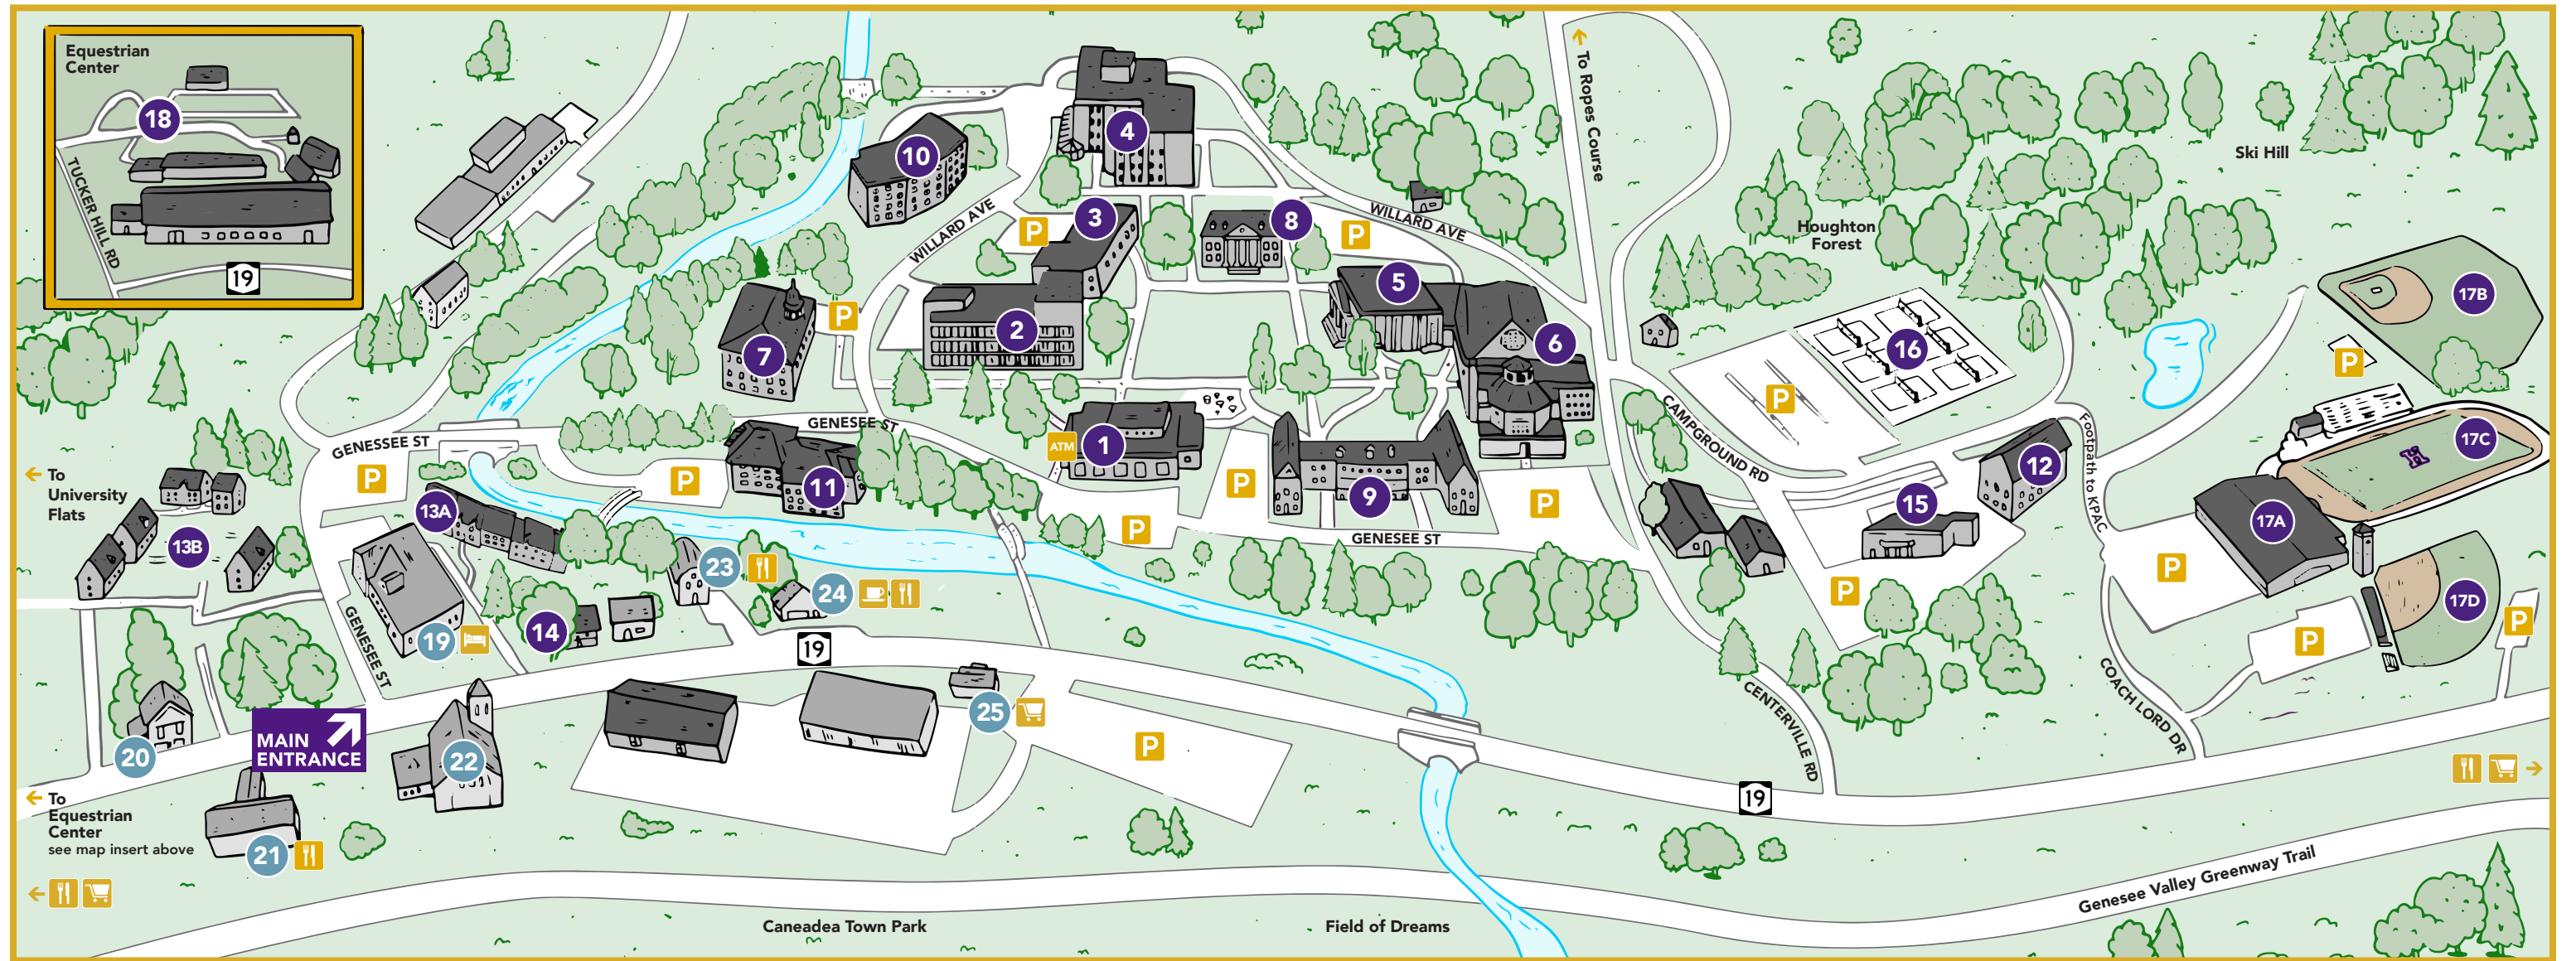 Equestrian
Center
18
TUCKER HILL RD
19
To Ropes Course
4
10
3
8
P
P
WILLARD AVE
WILLARD AVE
Ski Hill
Houghton
Forest
5
2
6
7
P
16
17B
P
P
GENESSEE ST
GENESEE ST
ATM
1
CAMPGROUND RD
Footpath to KPAC
17C
12
To
University
Flats
P
P
11
P
9
P
15
17A
13A
P
GENESEE ST
13B
23
24
P
P
17D
P
P
GENESEE ST
19
14
19
COACH LORD DR
CENTERVILLE RD
MAIN
ENTRANCE
20
22
25
P
19
To
Equestrian
Center
see map insert above
21
Genesee Valley Greenway Trail
Caneadea Town Park
Field of Dreams